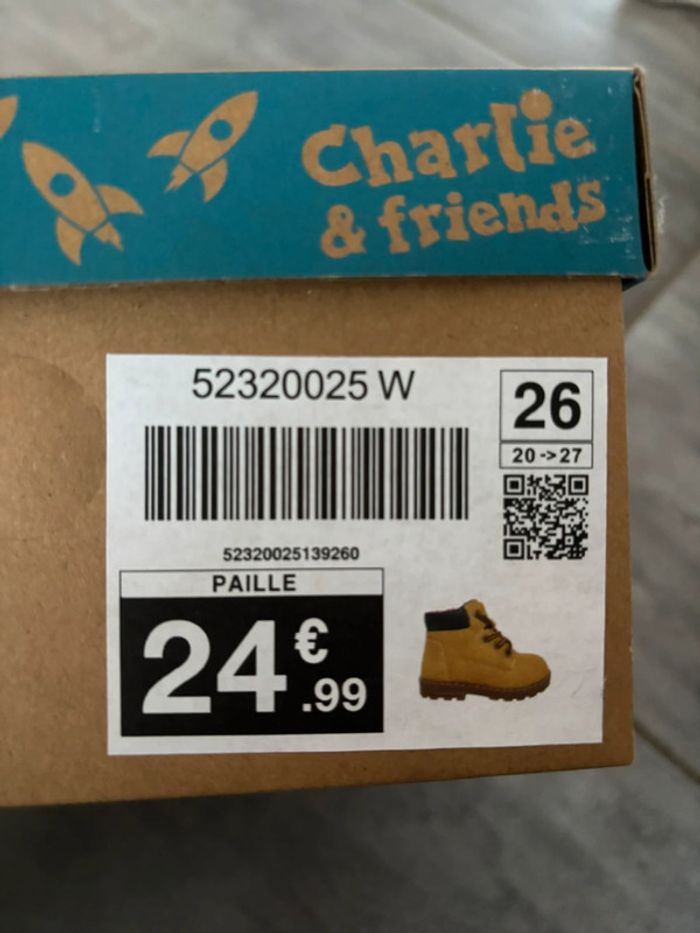 Charlie
& friends
52320025 W
26
20->27
52320025139260
PAILLE
24€.99